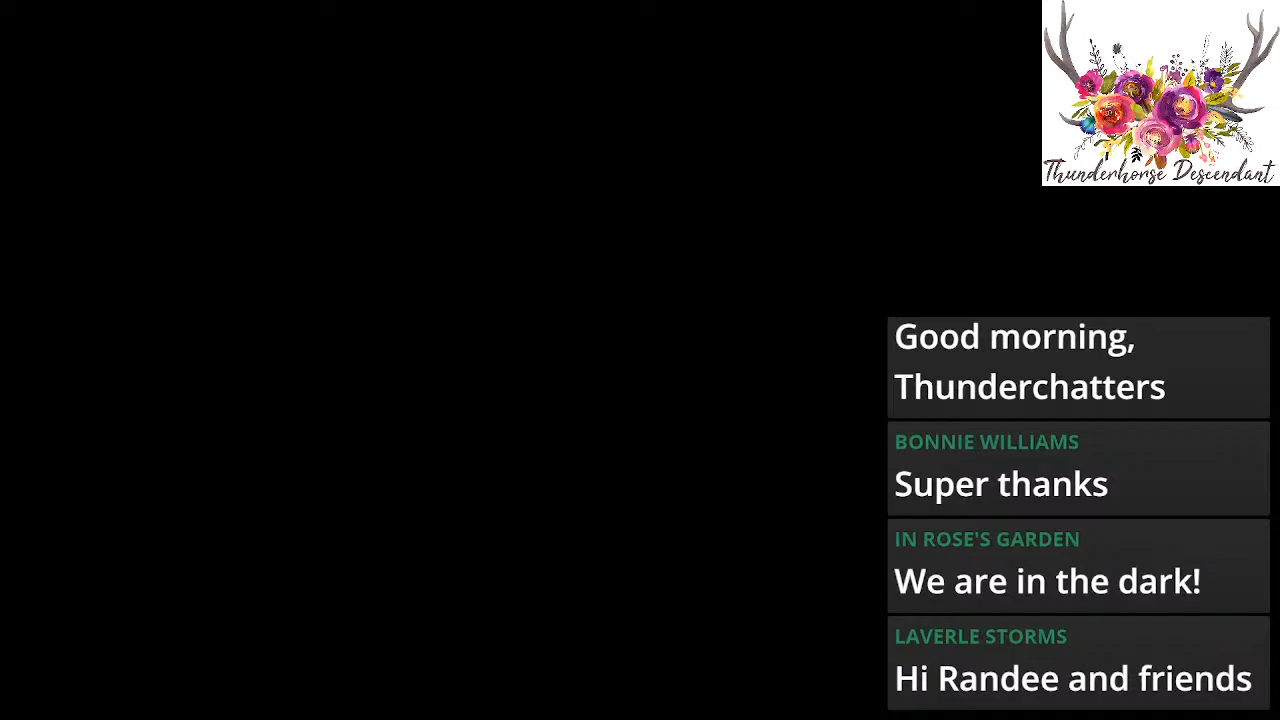 Thunderhorse Descendant
Good morning,
Thunderchatters
BONNIE WILLIAMS
Super thanks
IN ROSE'S GARDEN
We are in the dark!
LAVERLE STORMS
Hi Randee and friends